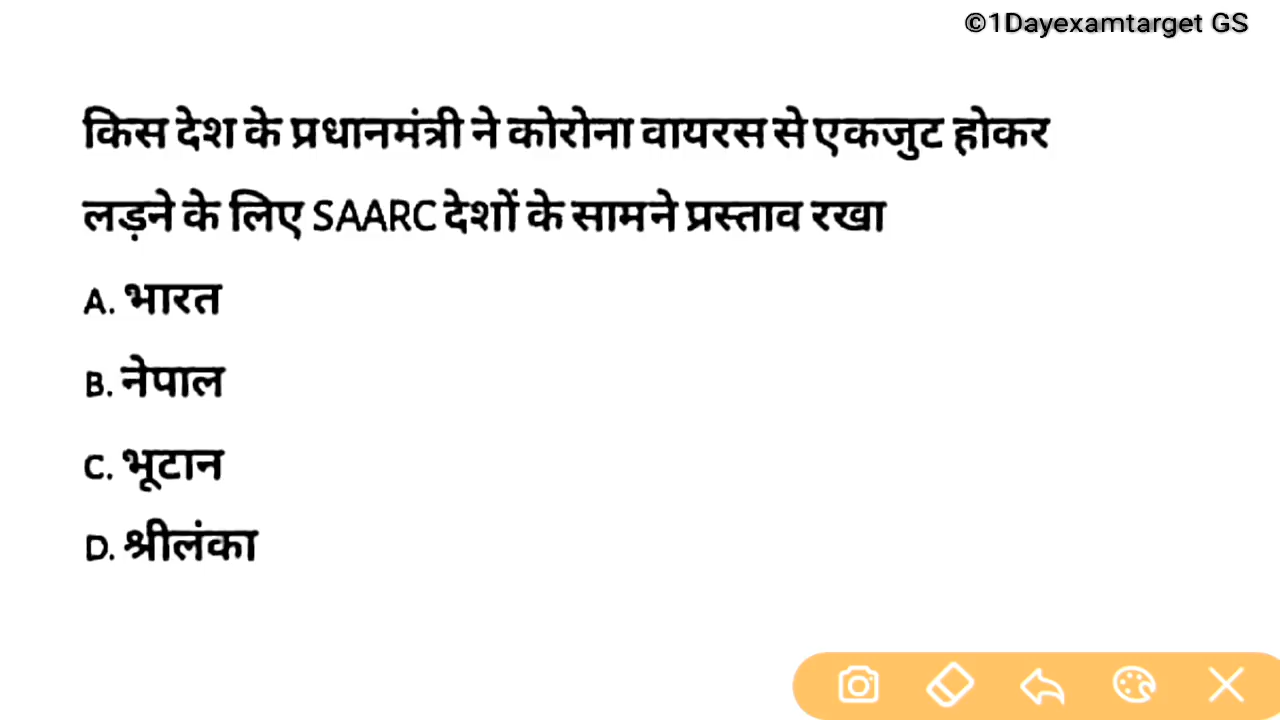 ©1Dayexamtarget GS
किस देश के प्रधानमंत्री ने कोरोना वायरस से एकजुट होकर
लड़ने के लिए SAARC देशों के सामने प्रस्ताव रखा
A. भारत
B. नेपाल
C. भूटान
D. श्रीलंका